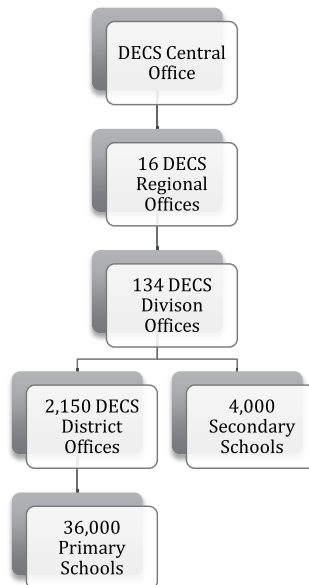 DECS Central
Office
16 DECS
Regional
Offices
134 DECS
Divison
Offices
2,150 DECS
District
Offices
4,000
Secondary
Schools
36,000
Primary
Schools